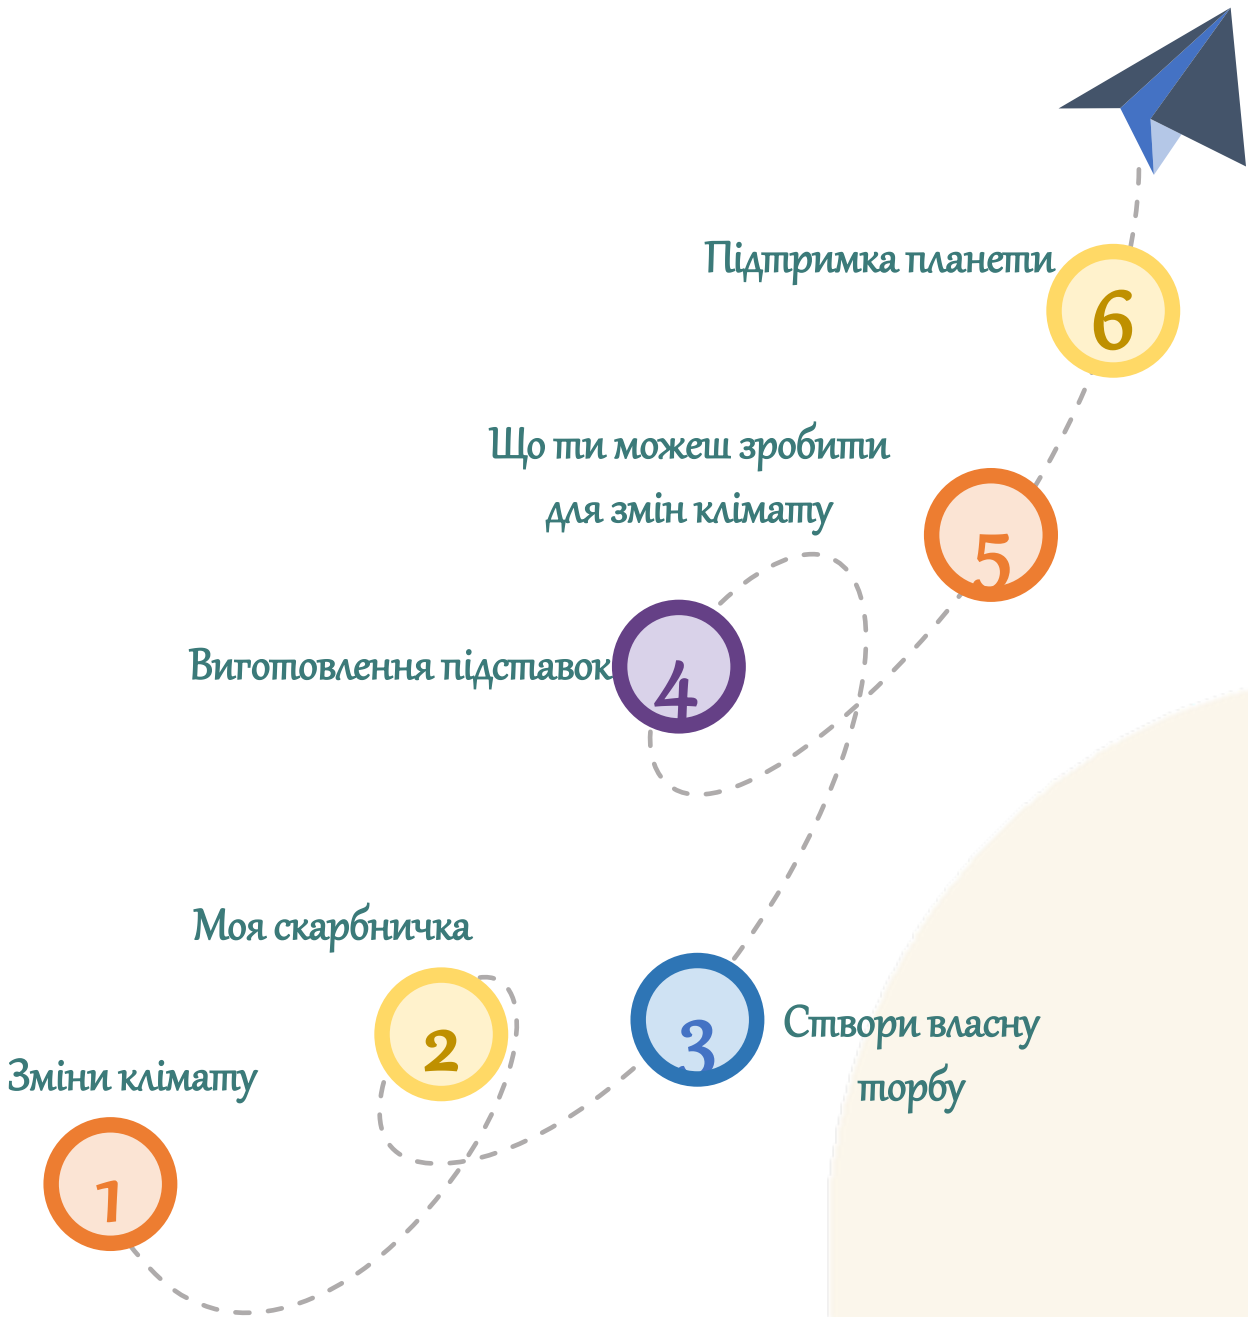 Підтримка планети
6
Що ти можеш зробити
для змін клімату
5
Виготовлення підставок
4
Моя скарбничка
2
3
Створи власну
торбу
Зміни клімату
1